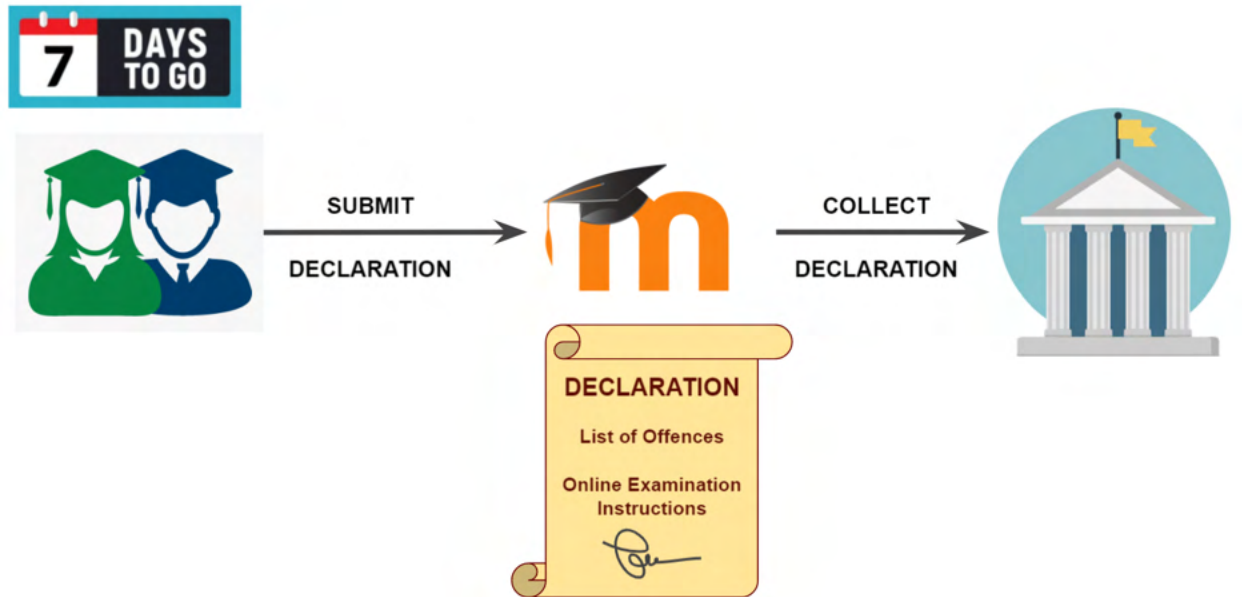 7
DAYS
TO GO
SUBMIT
DECLARATION
m
COLLECT
DECLARATION
DECLARATION
List of Offences
Online Examination
Instructions